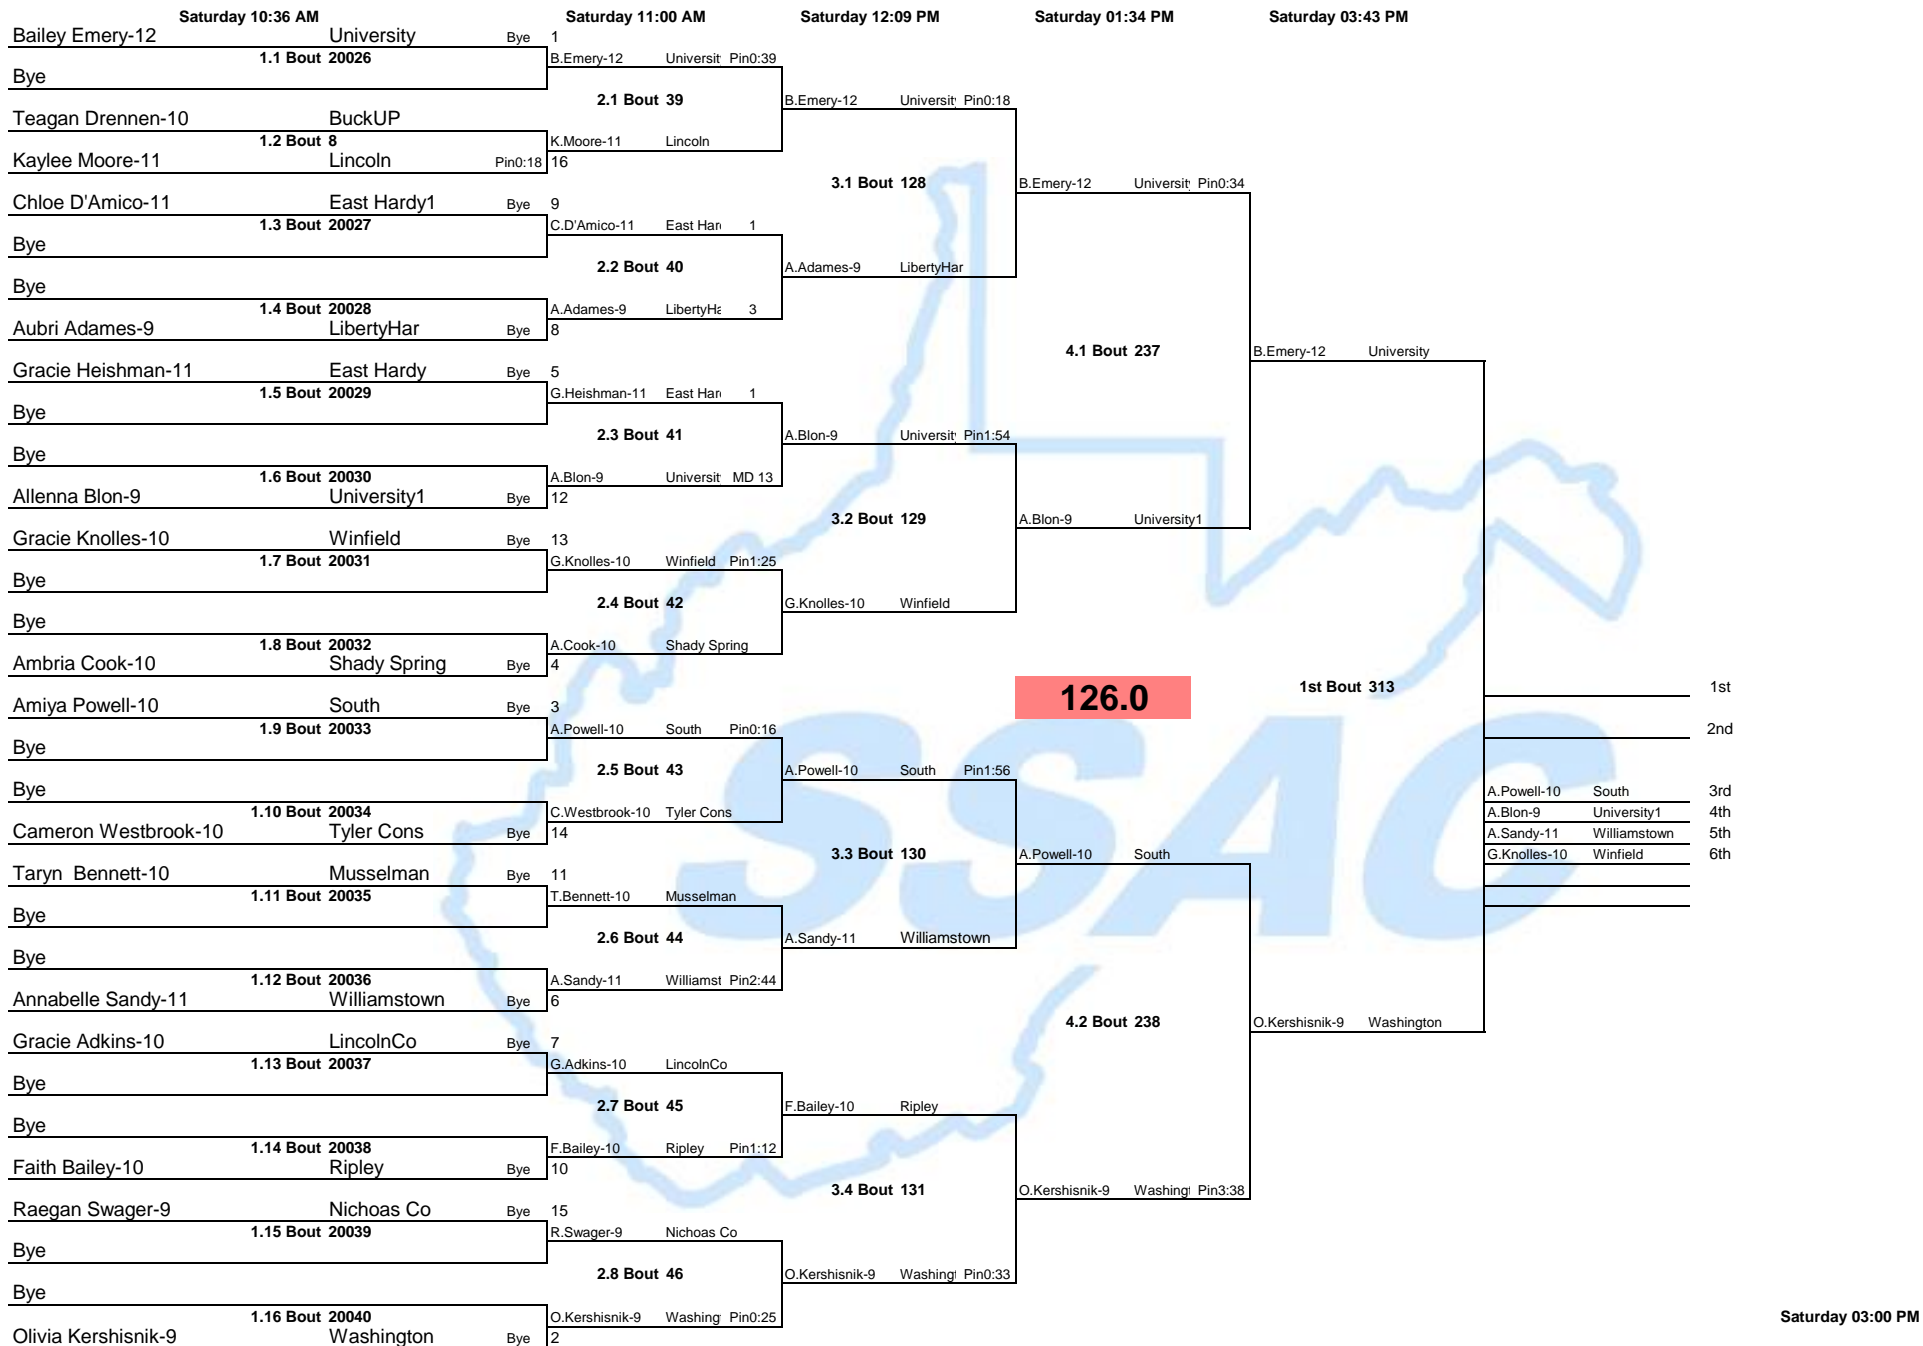 Saturday 10:36 AM Saturday 11:00 AM Saturday 12:09 PM Saturday 01:34 PM Saturday 03:43 PM
Bailey Emery-12 University Bye 1
1.1 Bout 20026 B.Emery-12 Universit Pin0:39
Bye
2.1 Bout 39 B.Emery-12 Universit Pin0:18
Teagan Drennen-10 BuckUP
1.2 Bout 8 K.Moore-11 Lincoln
Kaylee Moore-11 Lincoln Pin0:18 16
3.1 Bout 128 B.Emery-12 Universit Pin0:34
Chloe D'Amico-11 East Hardy1 Bye 9
1.3 Bout 20027 C.D'Amico-11 East Har 1
Bye
2.2 Bout 40 A.Adames-9 LibertyHar
Bye
1.4 Bout 20028 A.Adames-9 LibertyHa 3
Aubri Adames-9 LibertyHar Bye 8
4.1 Bout 237 B.Emery-12 University
Gracie Heishman-11 East Hardy Bye 5
1.5 Bout 20029 G.Heishman-11 East Har 1
Bye
2.3 Bout 41 A.Blon-9 Universit Pin1:54
Bye
1.6 Bout 20030 A.Blon-9 Universit MD 13
Allenna Blon-9 University1 Bye 12
3.2 Bout 129 A.Blon-9 University1
Gracie Knolles-10 Winfield Bye 13
1.7 Bout 20031 G.Knolles-10 Winfield Pin1:25
Bye
2.4 Bout 42 G.Knolles-10 Winfield
Bye
1.8 Bout 20032 A.Cook-10 Shady Spring
Ambria Cook-10 Shady Spring Bye 4
126.0 1st Bout 313 1st
Amiya Powell-10 South Bye 3
1.9 Bout 20033 A.Powell-10 South Pin0:16 2nd
Bye
2.5 Bout 43 A.Powell-10 South Pin1:56
Bye A.Powell-10 South 3rd
1.10 Bout 20034 C.Westbrook-10 Tyler Cons A.Blon-9 University1 4th
Cameron Westbrook-10 Tyler Cons Bye 14 A.Sandy-11 Williamstown 5th
3.3 Bout 130 A.Powell-10 South G.Knolles-10 Winfield 6th
Taryn Bennett-10 Musselman Bye 11
1.11 Bout 20035 T.Bennett-10 Musselman
Bye
2.6 Bout 44 A.Sandy-11 Williamstown
Bye
1.12 Bout 20036 A.Sandy-11 Williamst Pin2:44
Annabelle Sandy-11 Williamstown Bye 6
4.2 Bout 238 O.Kershisnik-9 Washington
Gracie Adkins-10 LincolnCo Bye 7
1.13 Bout 20037 G.Adkins-10 LincolnCo
Bye
2.7 Bout 45 F.Bailey-10 Ripley
Bye
1.14 Bout 20038 F.Bailey-10 Ripley Pin1:12
Faith Bailey-10 Ripley Bye 10
3.4 Bout 131 O.Kershisnik-9 Washingt Pin3:38
Raegan Swager-9 Nichoas Co Bye 15
1.15 Bout 20039 R.Swager-9 Nichoas Co
Bye
2.8 Bout 46 O.Kershisnik-9 Washingt Pin0:33
Bye
1.16 Bout 20040 O.Kershisnik-9 Washing Pin0:25 Saturday 03:00 PM
Olivia Kershisnik-9 Washington Bye 2
SSAC